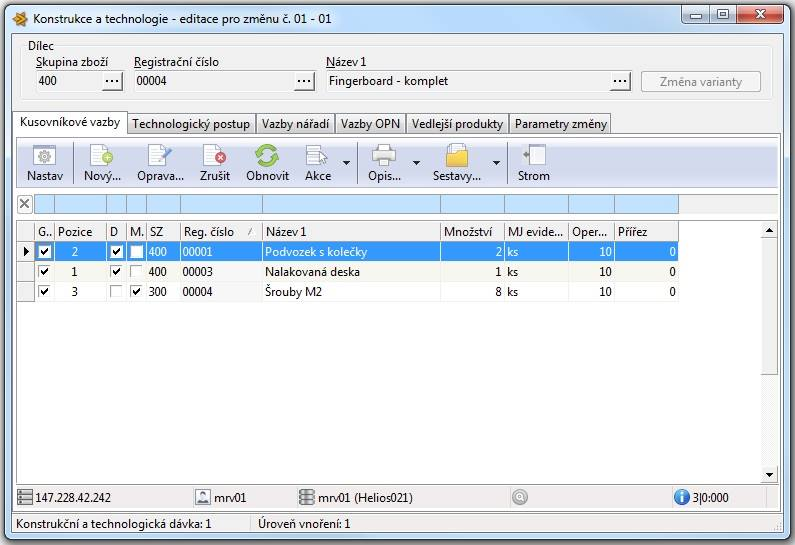 Konstrukce a technologie - editace pro změnu č. 01 - 01
Dílec
Skupina zboží Registrační číslo Název 1
400 ... 00004 ... Fingerboard - komplet ... Změna varianty
Kusovníkové vazby Technologický postup Vazby nářadí Vazby OPN Vedlejší produkty Parametry změny
Nastav Nový... Oprava... Zrušit Obnovit Akce Opis... Sestavy... Strom
G.. Pozice D M. SZ Reg. číslo Název 1 Množství MJ evide... Oper... Přířez
2 400 00001 Podvozek s kolečky 2 ks 10 0
1 400 00003 Nalakovaná deska 1 ks 10 0
3 300 00004 Šrouby M2 8 ks 10 0
147.228.42.242 mrv01 mrv01 (Helios021) 3|0:000
Konstrukční a technologická dávka: 1 Úroveň vnoření: 1